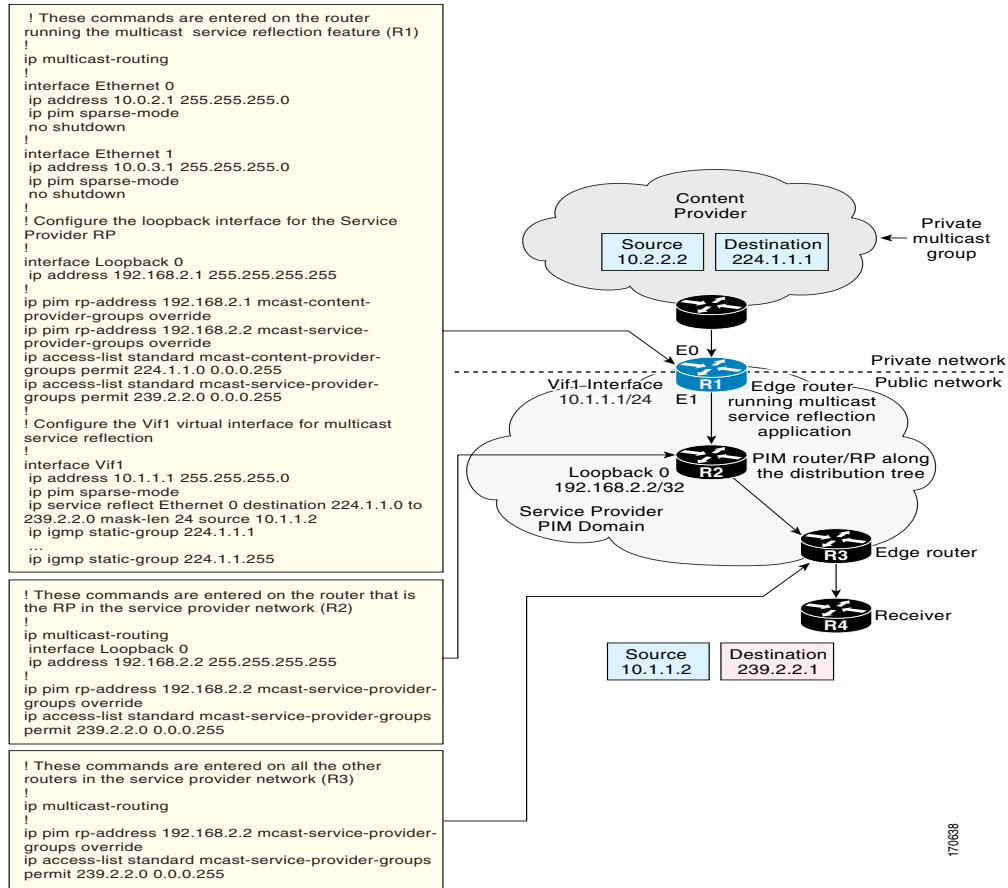 ! These commands are entered on the router
running the multicast service reflection feature (R1)
!
ip multicast-routing
!
interface Ethernet 0
ip address 10.0.2.1 255.255.255.0
ip pim sparse-mode
no shutdown
!
interface Ethernet 1
ip address 10.0.3.1 255.255.255.0
ip pim sparse-mode
no shutdown
!
! Configure the loopback interface for the Service
Provider RP
!
interface Loopback 0
ip address 192.168.2.1 255.255.255.255
!
ip pim rp-address 192.168.2.1 mcast-content-
provider-groups override
ip pim rp-address 192.168.2.2 mcast-service-
provider-groups override
ip access-list standard mcast-content-provider-
groups permit 224.1.1.0 0.0.0.255
ip access-list standard mcast-service-provider-
groups permit 239.2.2.0 0.0.0.255
!
! Configure the Vif1 virtual interface for multicast
service reflection
!
interface Vif1
ip address 10.1.1.1 255.255.255.0
ip pim sparse-mode
ip service reflect Ethernet 0 destination 224.1.1.0 to
239.2.2.0 mask-len 24 source 10.1.1.2
ip igmp static-group 224.1.1.1
...
ip igmp static-group 224.1.1.255
! These commands are entered on the router that is
the RP in the service provider network (R2)
!
ip multicast-routing
interface Loopback 0
ip address 192.168.2.2 255.255.255.255
!
ip pim rp-address 192.168.2.2 mcast-service-provider-
groups override
ip access-list standard mcast-service-provider-groups
permit 239.2.2.0 0.0.0.255
! These commands are entered on all the other
routers in the service provider network (R3)
!
ip multicast-routing
!
ip pim rp-address 192.168.2.2 mcast-service-provider-
groups override
ip access-list standard mcast-service-provider-groups
permit 239.2.2.0 0.0.0.255
Content
Provider
Source
10.2.2.2
Destination
224.1.1.1
Private
multicast
group
E0
R1
E1
Private network
Public network
Vif1 Interface
10.1.1.1/24
Edge router
running multicast
service reflection
application
R2
PIM router/RP along
the distribution tree
Loopback 0
192.168.2.2/32
Service Provider
PIM Domain
R3
Edge router
R4
Receiver
Source
10.1.1.2
Destination
239.2.2.1
170638